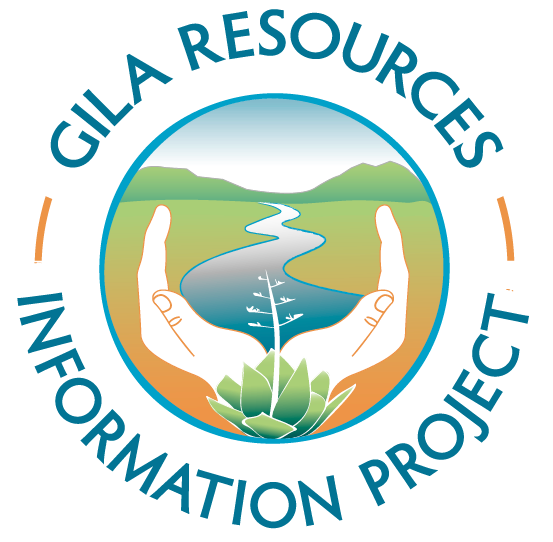 GILA RESOURCES
INFORMATION PROJECT